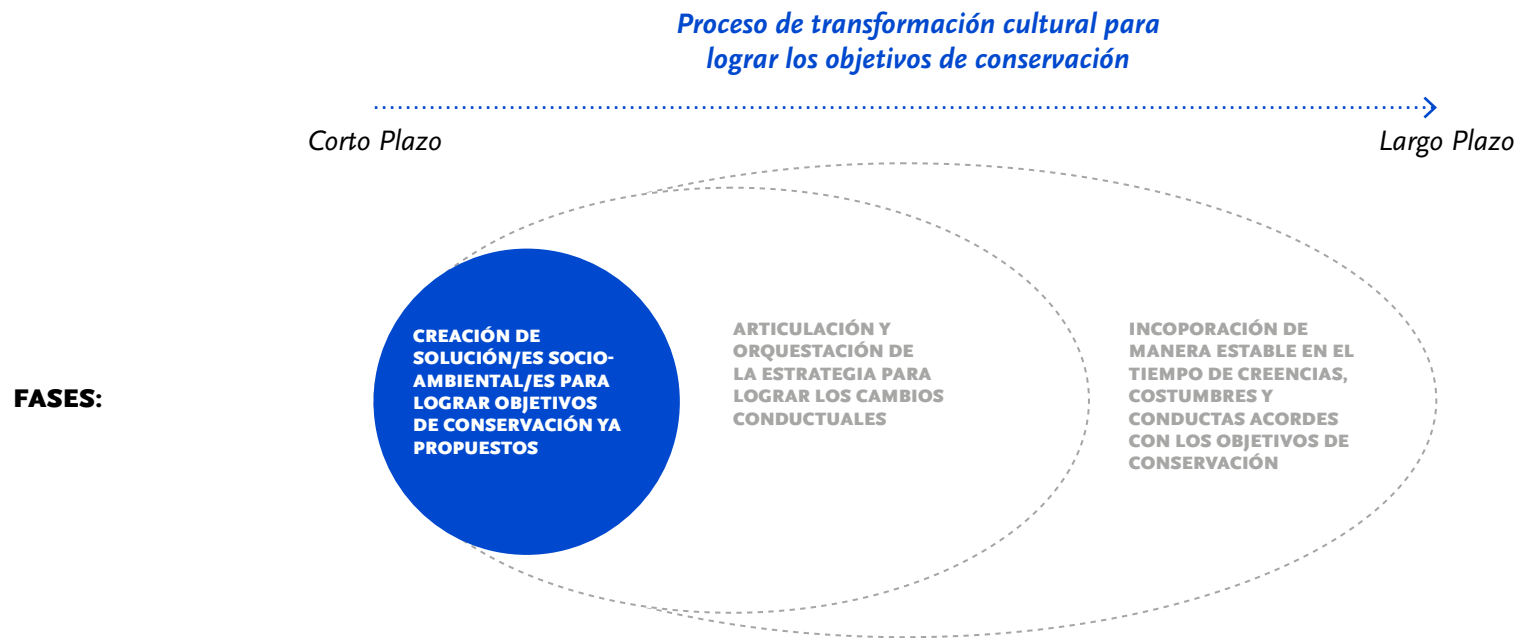 Proceso de transformación cultural para
lograr los objetivos de conservación
Corto Plazo
Largo Plazo
FASES:
CREACIÓN DE
SOLUCIÓN/ES SOCIO-
AMBIENTAL/ES PARA
LOGRAR OBJETIVOS
DE CONSERVACIÓN YA
PROPUESTOS
ARTICULACIÓN Y
ORQUESTACIÓN DE
LA ESTRATEGIA PARA
LOGRAR LOS CAMBIOS
CONDUCTUALES
INCOPORACIÓN DE
MANERA ESTABLE EN EL
TIEMPO DE CREENCIAS,
COSTUMBRES Y
CONDUCTAS ACORDES
CON LOS OBJETIVOS DE
CONSERVACIÓN